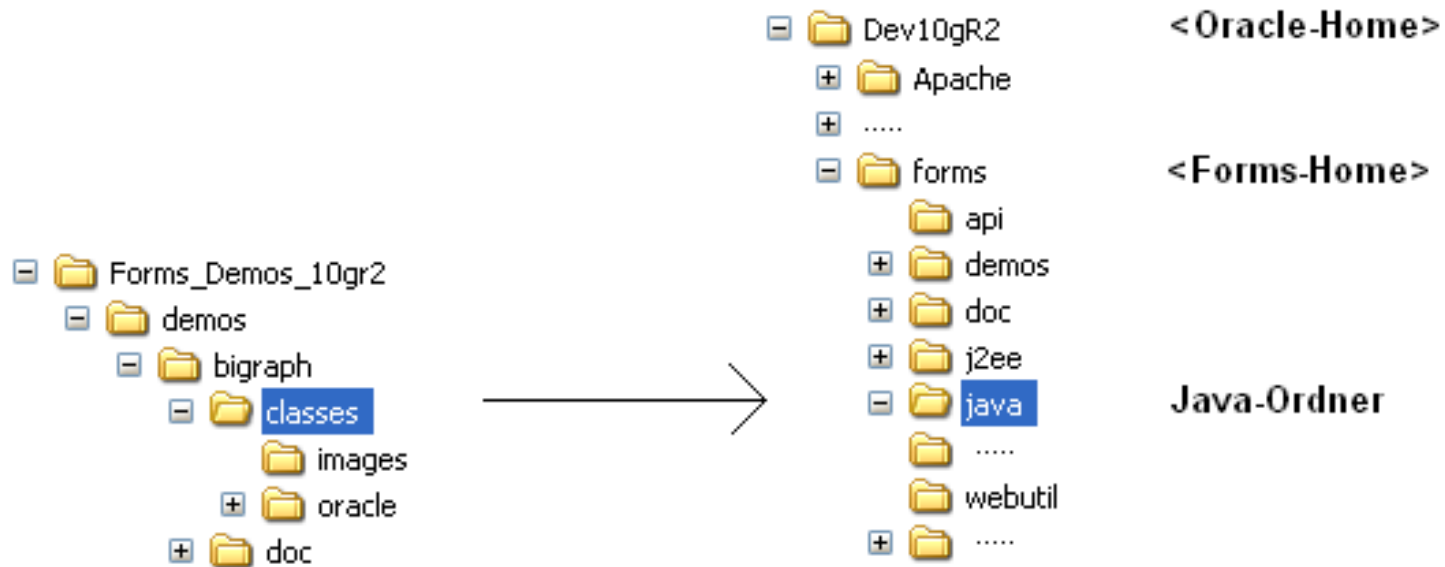 Dev10gR2 <Oracle-Home>
Apache
.....
forms <Forms-Home>
api
Forms_Demos_10gr2 demos
demos doc
bigraph j2ee
classes java Java-Ordner
images .....
oracle webutil
doc .....